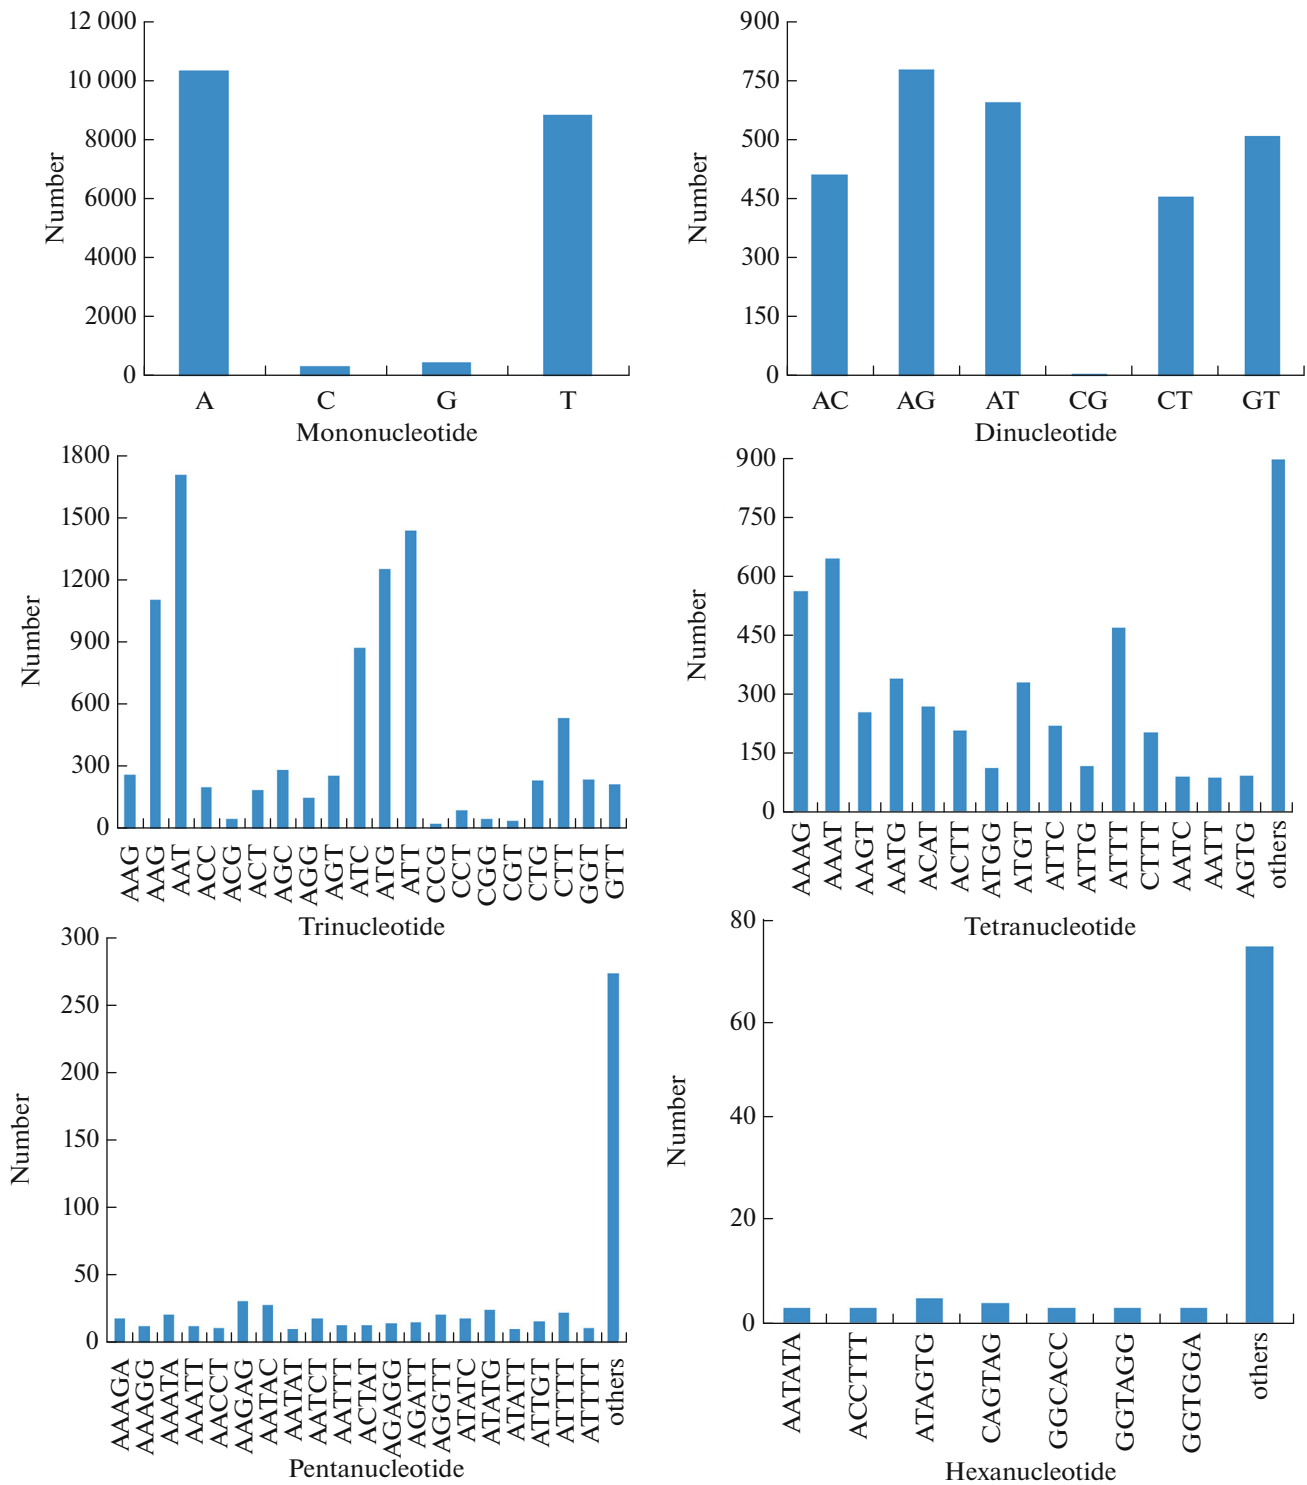 12 000
10 000
8000
6000
4000
2000
0
Number
A C G T
Mononucleotide
900
750
500
450
300
150
0
Number
AC AG AT CG CT GT
Dinucleotide
1800
1500
1200
900
600
300
0
Number
AAG AAG AAT ACC ACG ACT AGC AGG AGT ATC ATG ATT CCG CCT CGG CGT CTG CTT GGT GTT
Trinucleotide
900
750
600
450
300
150
0
Number
AAAG AAAT AAGT AATG ACAT ACTT ATGG ATGT ATTC ATTG ATTT CTTT AATC AATT AGTG others
Tetranucleotide
300
250
200
150
100
50
0
Number
AAAGA AAAGG AAATA AAATT AACCT AAGAG AATAC AATAT AATCT AATTT ACTAT AGAGG AGATT AGGTT ATATC ATATG ATATT ATTGT ATTTT ATTTT others
Pentanucleotide
80
60
40
20
0
Number
AATATA ACCTTT ATAGTG CAGTAG GGCACC GGTAGG GGTGGA others
Hexanucleotide